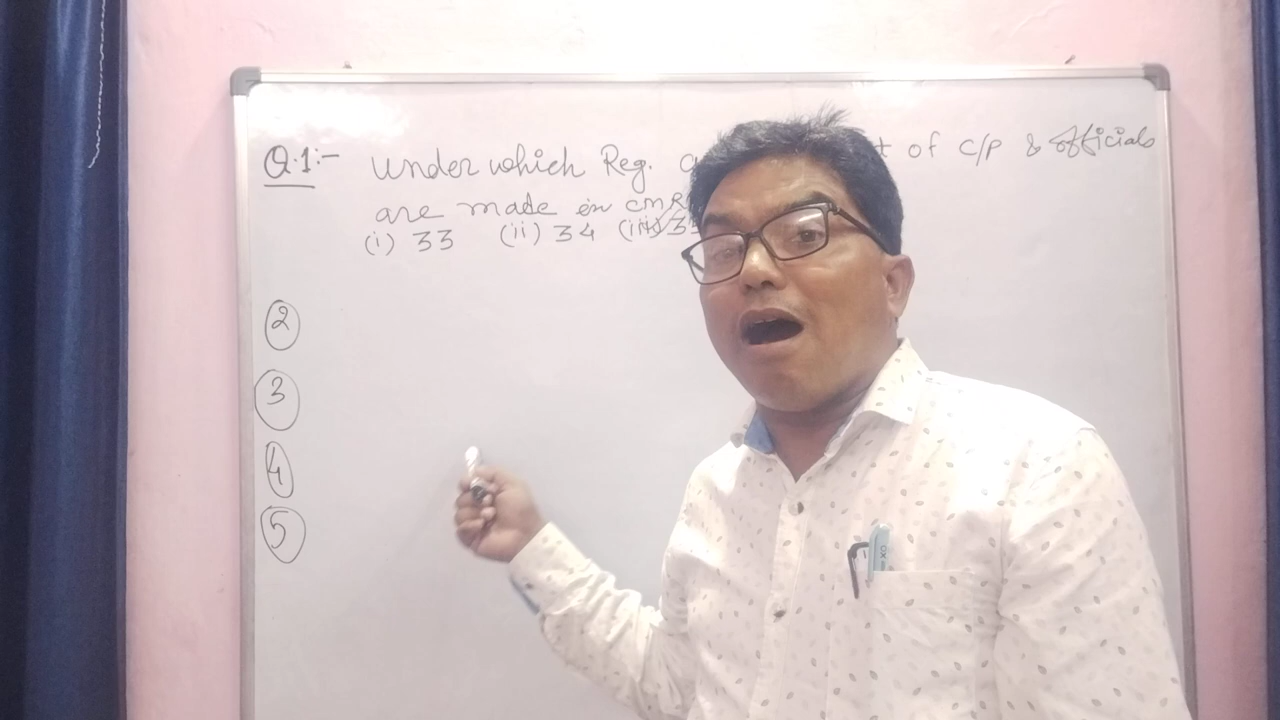 Q.1:- Under which Reg. of C/P & Officials
are made in CMR
(i) 33 (ii) 34 (iii) 3
2
3
4
5